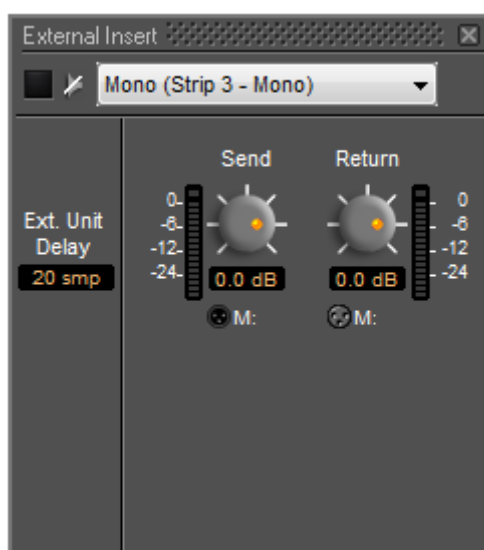 External Insert
Mono (Strip 3 - Mono)
Send Return
0 0
-6 -6
-12 -12
-24 -24
Ext. Unit
Delay
20 smp
0.0 dB 0.0 dB
M: M: